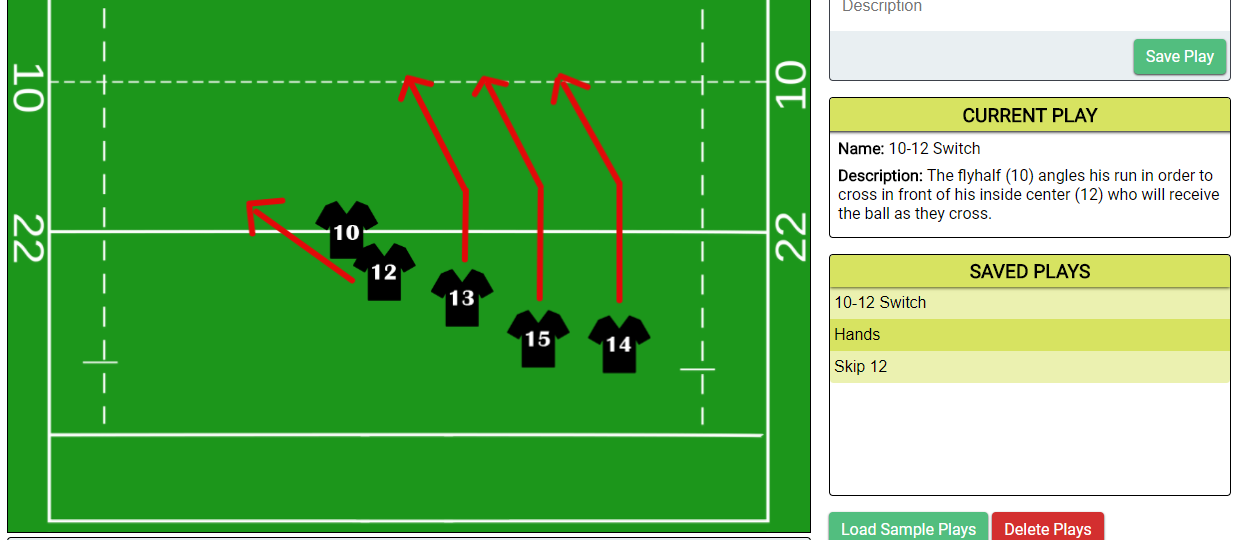 Description
Save Play
10
10
CURRENT PLAY
Name: 10-12 Switch
Description: The flyhalf (10) angles his run in order to
cross in front of his inside center (12) who will receive
the ball as they cross.
22
10
22
12
13
15
14
SAVED PLAYS
10-12 Switch
Hands
Skip 12
Load Sample Plays
Delete Plays